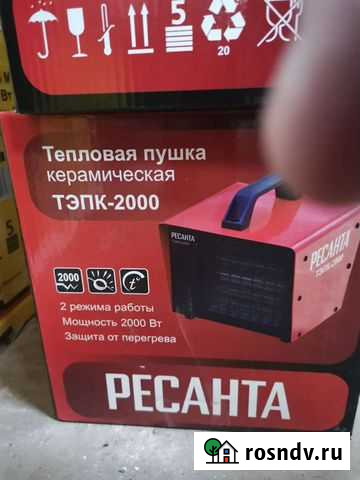 5
20
Тепловая пушка
керамическая
ТЭПК-2000
РЕСАНТА
РЕСАНТА
ТЭПК-2000
2000
t°
2 режима работы
Мощность 2000 Вт
Защита от перегрева
РЕСАНТА
rosndv.ru